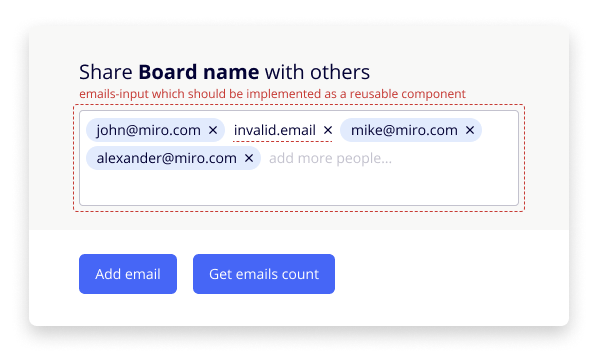 Share Board name with others
emails-input which should be implemented as a reusable component
john@miro.com × invalid.email × mike@miro.com ×
alexander@miro.com × add more people...
Add email Get emails count